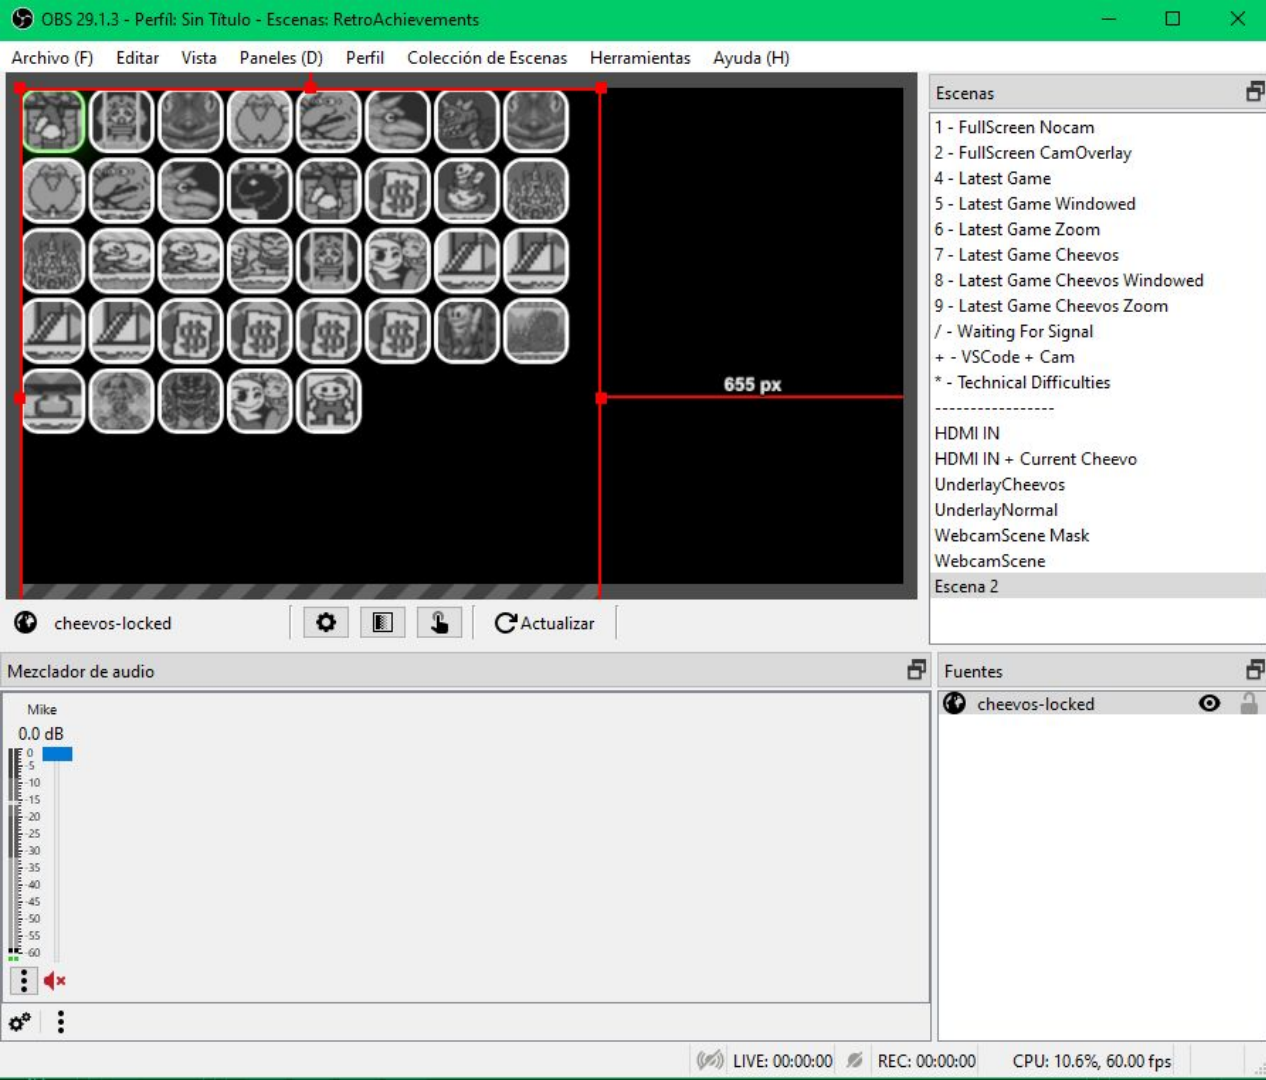 OBS 29.1.3 - Perfíl: Sin Título - Escenas: RetroAchievements
Archivo (F) Editar Vista Paneles (D) Perfil Colección de Escenas Herramientas Ayuda (H)
655 px
cheevos-locked Actualizar
Escenas
1 - FullScreen Nocam
2 - FullScreen CamOverlay
4 - Latest Game
5 - Latest Game Windowed
6 - Latest Game Zoom
7 - Latest Game Cheevos
8 - Latest Game Cheevos Windowed
9 - Latest Game Cheevos Zoom
/ - Waiting For Signal
+ - VSCode + Cam
* - Technical Difficulties
-----------------
HDMI IN
HDMI IN + Current Cheevo
UnderlayCheevos
UnderlayNormal
WebcamScene Mask
WebcamScene
Escena 2
Mezclador de audio
Mike
0.0 dB
0
-5
-10
-15
-20
-25
-30
-35
-40
-45
-50
-55
-60
Fuentes
cheevos-locked
LIVE: 00:00:00 REC: 00:00:00 CPU: 10.6%, 60.00 fps